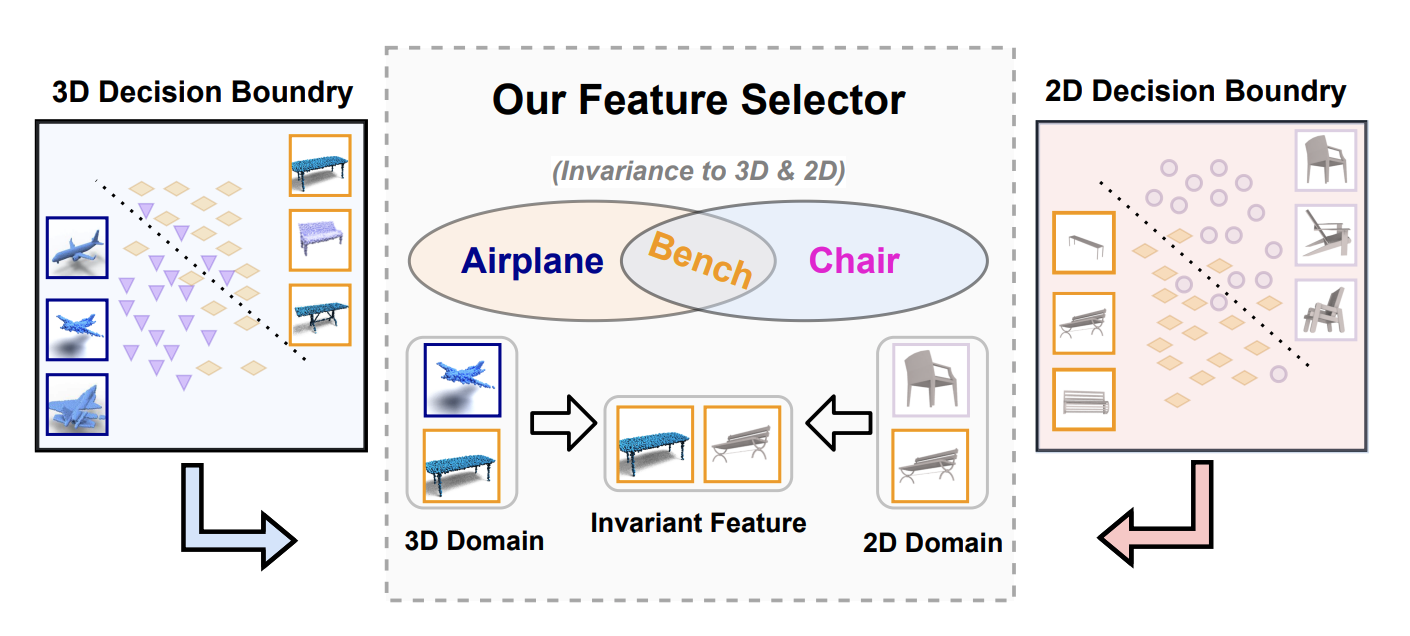 3D Decision Boundry
Our Feature Selector
2D Decision Boundry
(Invariance to 3D & 2D)
Airplane
Bench
Chair
Invariant Feature
3D Domain
2D Domain